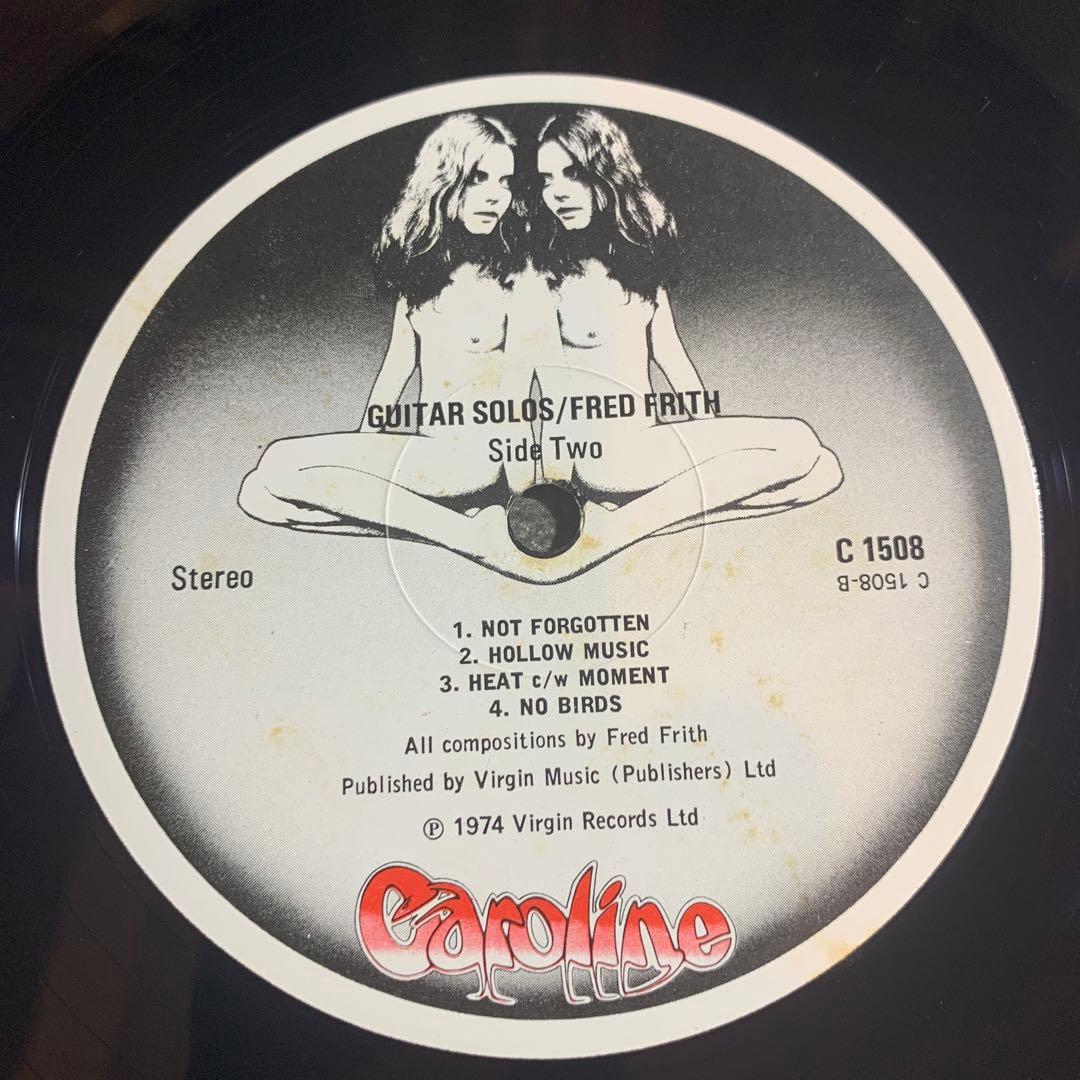 GUITAR SOLOS/FRED FRITH
Side Two
Stereo
C 1508
C 1508-B
1. NOT FORGOTTEN
2. HOLLOW MUSIC
3. HEAT c/w MOMENT
4. NO BIRDS
All compositions by Fred Frith
Published by Virgin Music (Publishers) Ltd
Ⓟ 1974 Virgin Records Ltd
Caroline